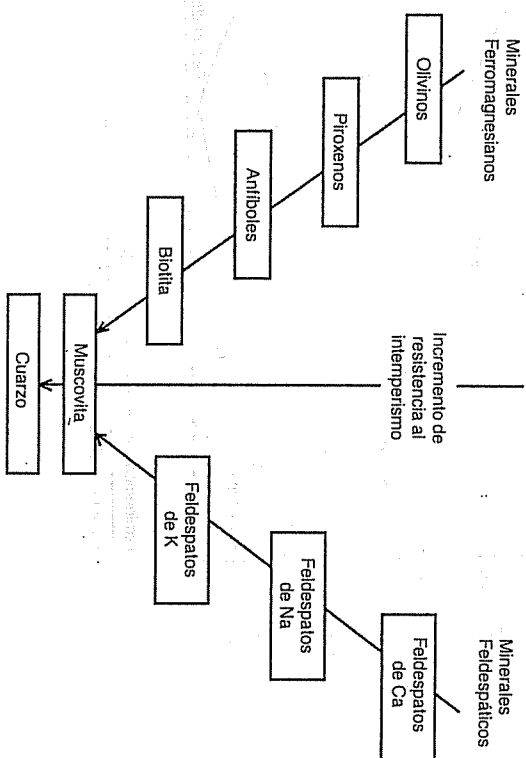 Minerales
Ferromagnesianos
Olivinos
Piroxenos
Anfíboles
Biotita
Incremento de
resistencia al
intemperismo
Minerales
Feldespáticos
Feldespatos
de Ca
Feldespatos
de Na
Feldespatos
de K
Muscovita
Cuarzo